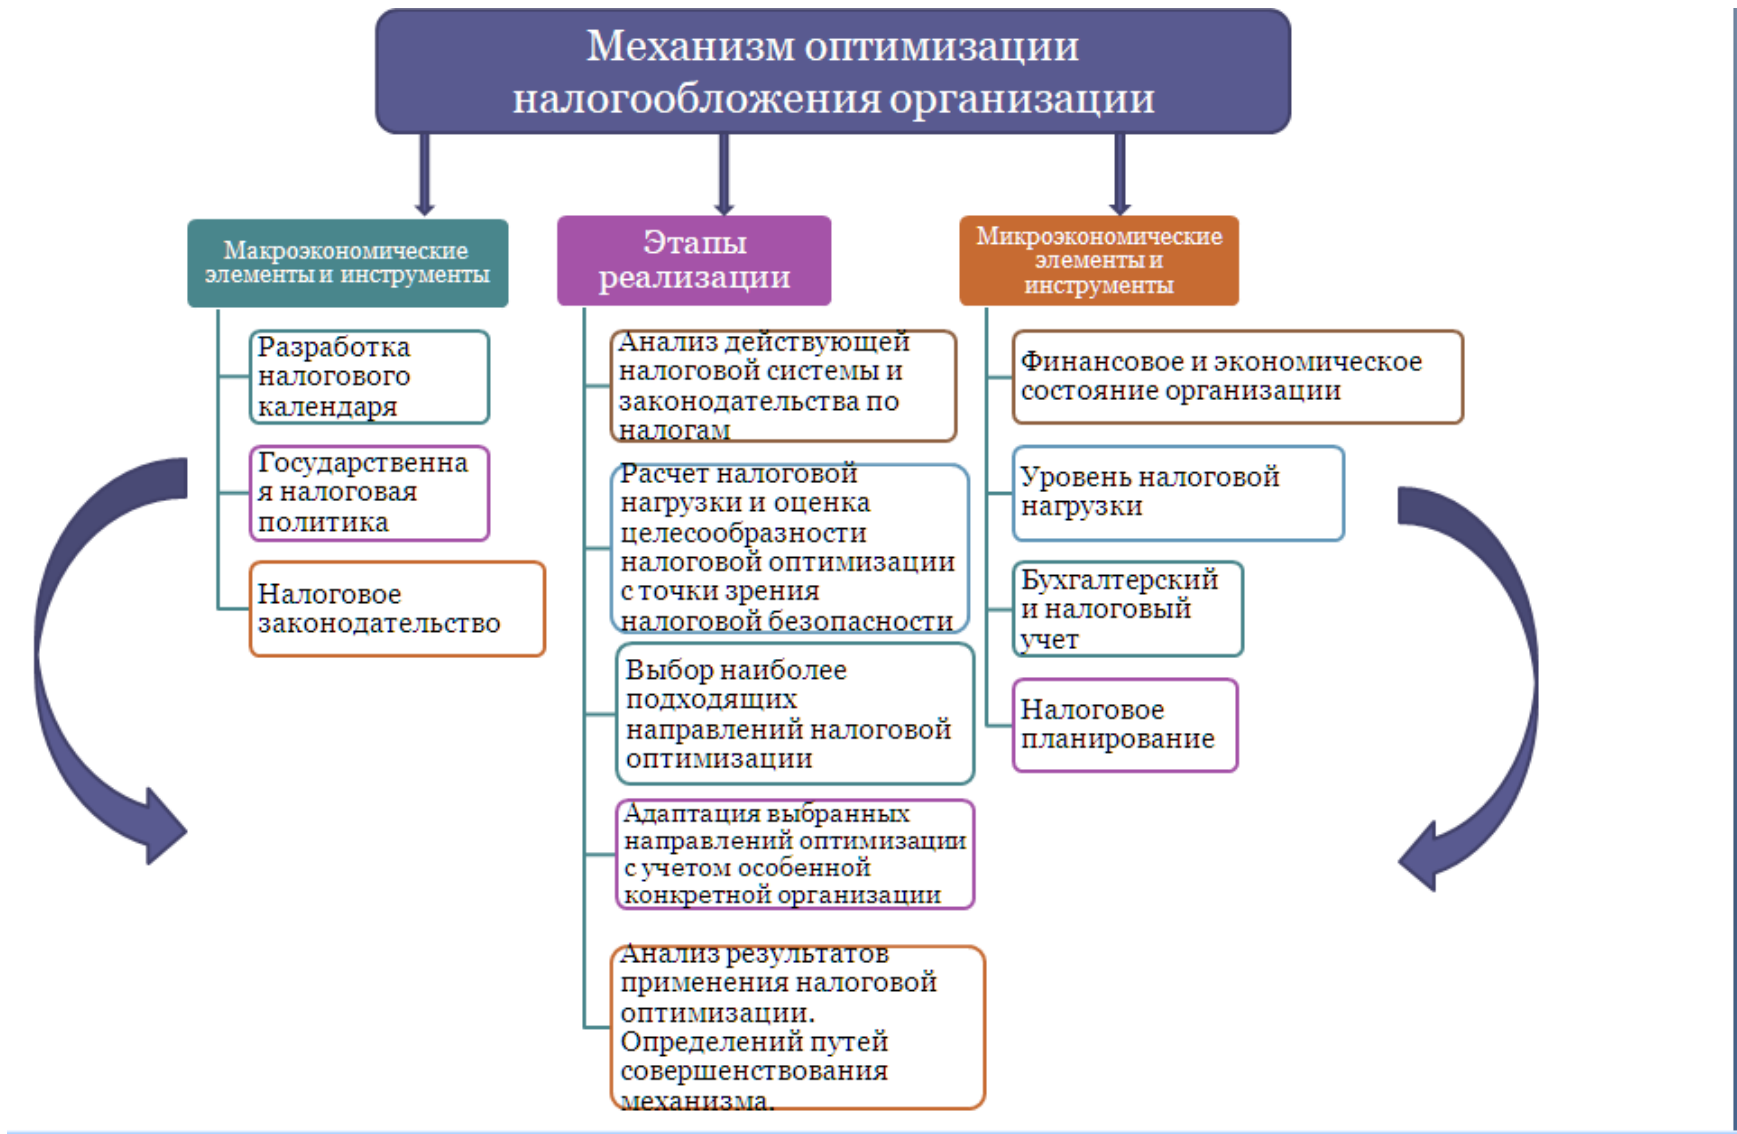 Механизм оптимизации
налогообложения организации
Макроэкономические
элементы и инструменты
Разработка
налогового
календаря
Государственна
я налоговая
политика
Налоговое
законодательство
Этапы
реализации
Анализ действующей
налоговой системы и
законодательства по
налогам
Расчет налоговой
нагрузки и оценка
целесообразности
налоговой оптимизации
с точки зрения
налоговой безопасности
Выбор наиболее
подходящих
направлений налоговой
оптимизации
Адаптация выбранных
направлений оптимизации
с учетом особенной
конкретной организации
Анализ результатов
применения налоговой
оптимизации.
Определений путей
совершенствования
механизма.
Микроэкономические
элементы и
инструменты
Финансовое и экономическое
состояние организации
Уровень налоговой
нагрузки
Бухгалтерский
и налоговый
учет
Налоговое
планирование